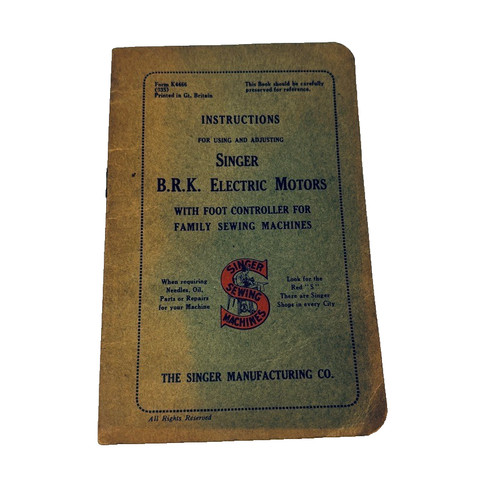 Form K4466
(535)
Printed in Gt. Britain
This Book should be carefully
preserved for reference.
INSTRUCTIONS
FOR USING AND ADJUSTING
SINGER
B.R.K. ELECTRIC MOTORS
WITH FOOT CONTROLLER FOR
FAMILY SEWING MACHINES
When requiring
Needles, Oil,
Parts or Repairs
for your Machine
SINGER
SEWING
MACHINES
Look for the
Red "S"
There are Singer
Shops in every City
THE SINGER MANUFACTURING CO.
All Rights Reserved